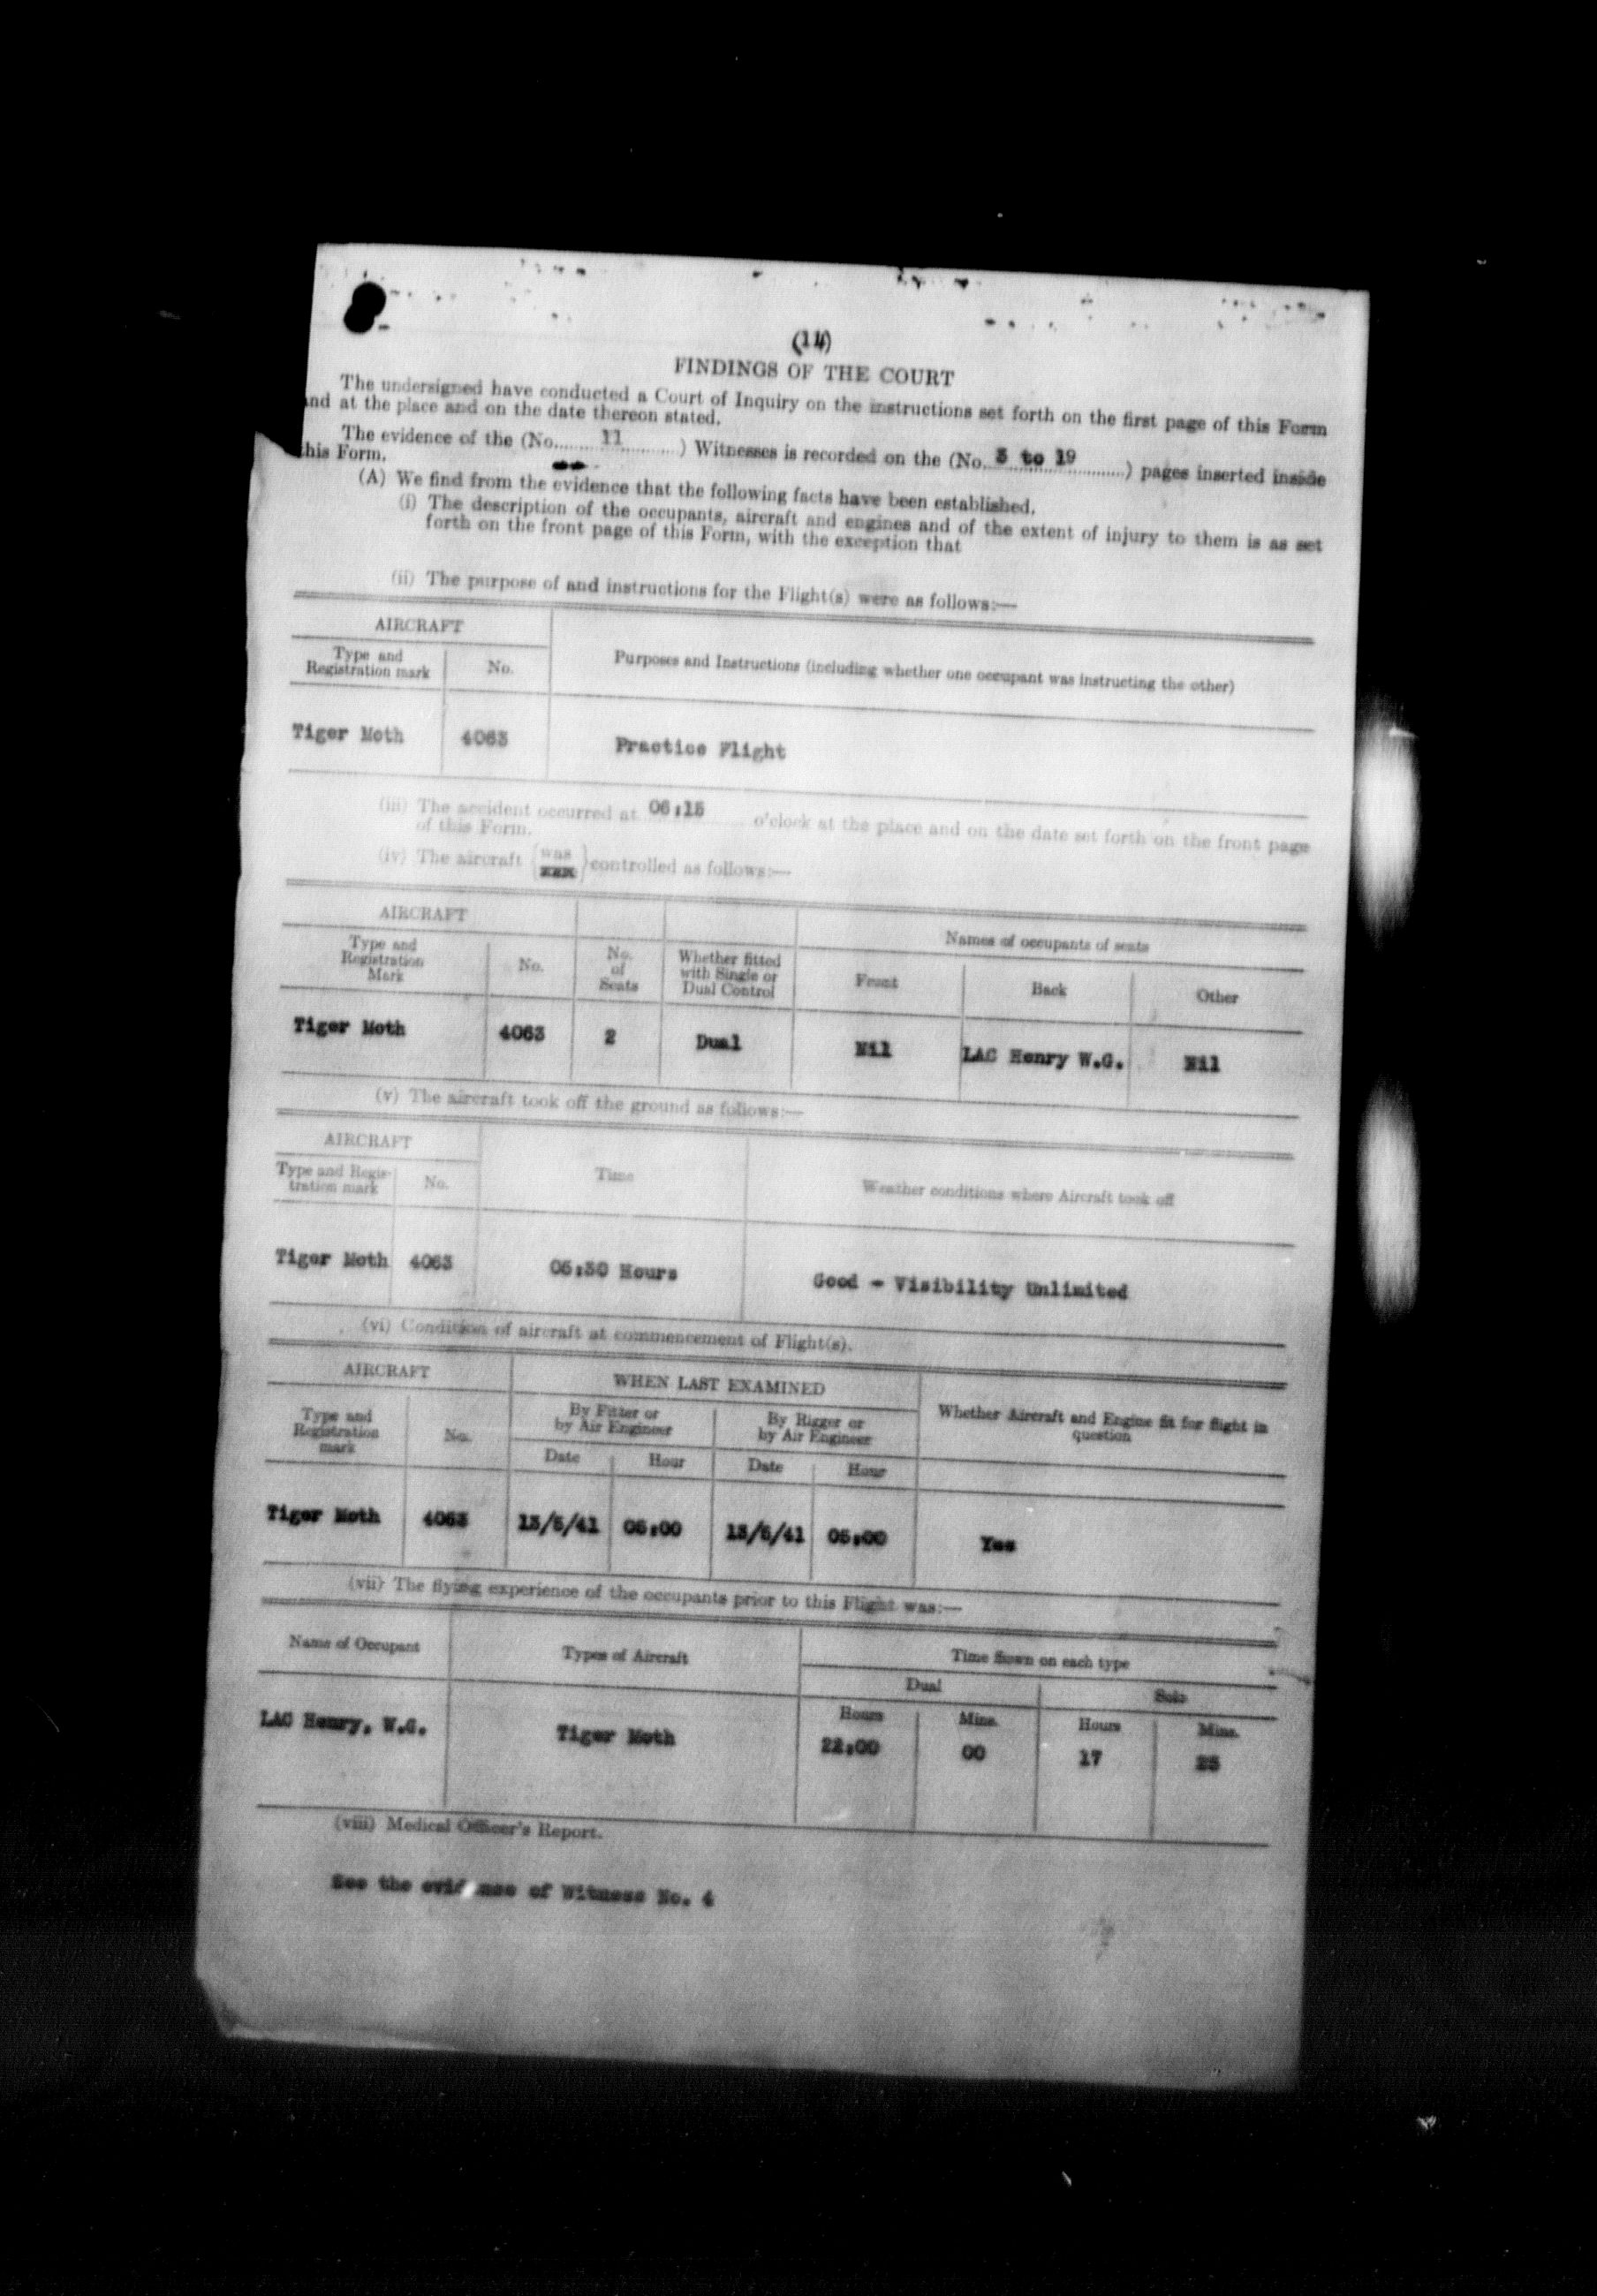 (14)
FINDINGS OF THE COURT
The undersigned have conducted a Court of Inquiry on the instructions set forth on the first page of this Form
and at the place and on the date thereon stated.
The evidence of the (No. 11 ) Witnesses is recorded on the (No. 3 to 19 ) pages inserted inside
this Form.
(A) We find from the evidence that the following facts have been established.
(i) The description of the occupants, aircraft and engines and of the extent of injury to them is as set
forth on the front page of this Form, with the exception that
(ii) The purpose of and instructions for the Flight(s) were as follows:—
AIRCRAFT
Type and
Registration mark
No.
Purposes and Instructions (including whether one occupant was instructing the other)
Tiger Moth 4063 Practice Flight
(iii) The accident occurred at 06:15 o'clock at the place and on the date set forth on the front page
of this Form.
(iv) The aircraft was controlled as follows:—
AIRCRAFT
Names of occupants of seats
Type and
Registration
Mark
No.
No.
of
Seats
Whether fitted
with Single or
Dual Control
Front
Back
Other
Tiger Moth 4063 2 Dual Nil LAC Henry W.G. Nil
(v) The aircraft took off the ground as follows:—
AIRCRAFT
Type and Regis-
tration mark
No.
Time
Weather conditions where Aircraft took off
Tiger Moth 4063 05:30 Hours Good - Visibility Unlimited
(vi) Condition of aircraft at commencement of Flight(s).
AIRCRAFT
WHEN LAST EXAMINED
Type and
Registration
mark
No.
By Fitter or
by Air Engineer
By Rigger or
by Air Engineer
Whether Aircraft and Engine fit for flight in
question
Date Hour Date Hour
Tiger Moth 4063 13/5/41 05:00 13/5/41 05:00 Yes
(vii) The flying experience of the occupants prior to this Flight was:—
Name of Occupant
Types of Aircraft
Time flown on each type
Dual
Solo
Hours Mins. Hours Mins.
LAC Henry, W.G. Tiger Moth 22:00 00 17 25
(viii) Medical Officer's Report.
See the evidence of Witness No. 4